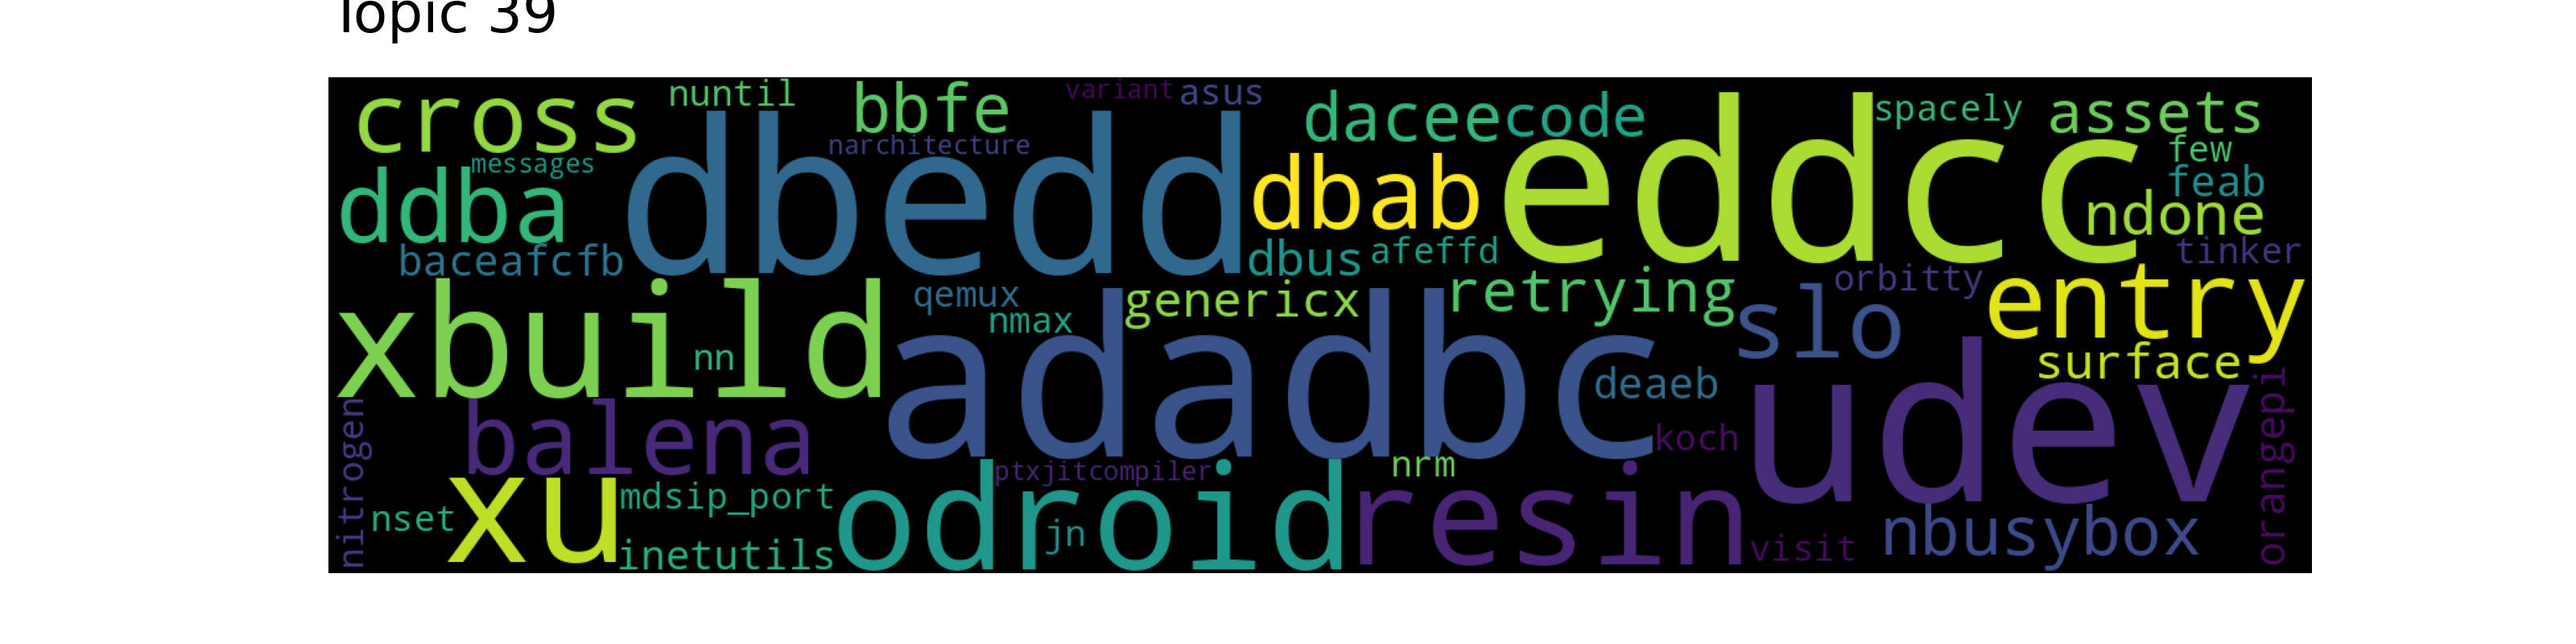 Topic 39
cross nuntil bbfe variant asus daceecode spacely assets
messages narchitecture few
ddba dbedd dbab eddcc feab
ndone
baceafcfb dbus afeffd tinker
qemux genericx retrying orbitty entry
xbuild nn nmax slo
adadbc deaeb surface
balena koch udev orangepi
nitrogen ptxjitcompiler nrm
nset xu mdsip_port odroid jn resin visit nbusybox
inetutils